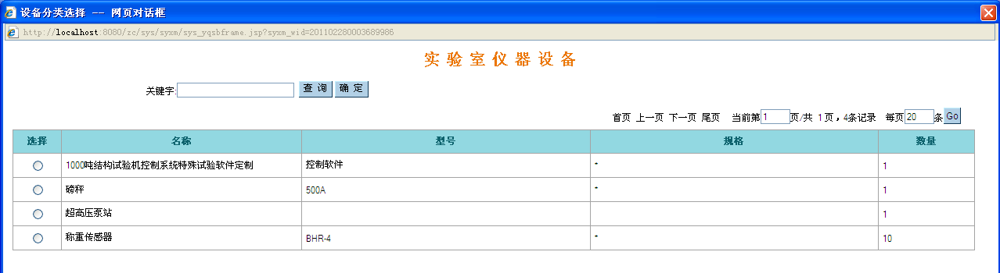 设备分类选择 -- 网页对话框
http://localhost:8080/zc/sys/syxm/sys_yqsbframe.jsp?syxm_wid=201102280003689986
实验室仪器设备
关键字: 查 询 确 定
首页 上一页 下一页 尾页 当前第1页/共 1 页，4条记录 每页20条Go
选择 名称 型号 规格 数量
1000吨结构试验机控制系统特殊试验软件定制 控制软件 * 1
磅秤 500A * 1
超高压泵站 1
称重传感器 BHR-4 * 10